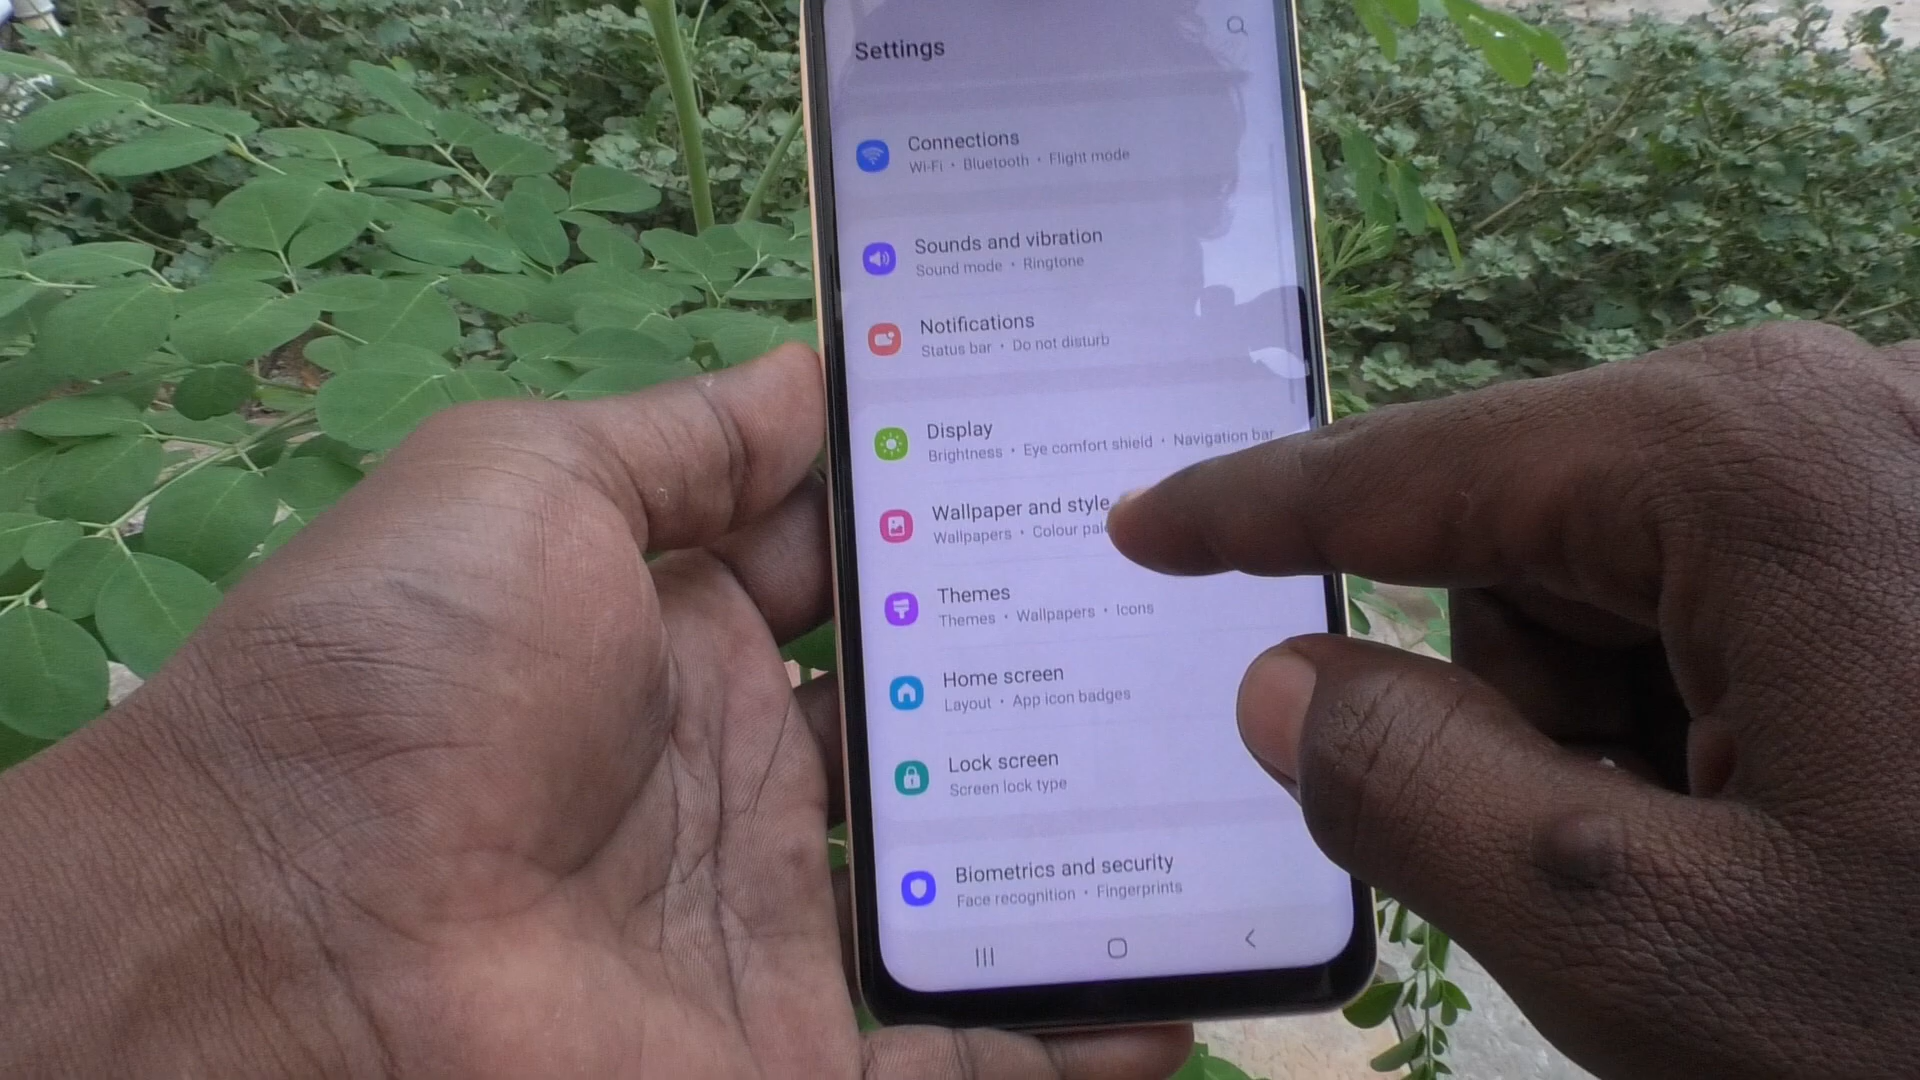 Settings
Connections
Wi-Fi • Bluetooth • Flight mode
Sounds and vibration
Sound mode • Ringtone
Notifications
Status bar • Do not disturb
Display
Brightness • Eye comfort shield • Navigation bar
Wallpaper and style
Wallpapers • Colour
Themes
Themes • Wallpapers • Icons
Home screen
Layout • App icon badges
Lock screen
Screen lock type
Biometrics and security
Face recognition • Fingerprints